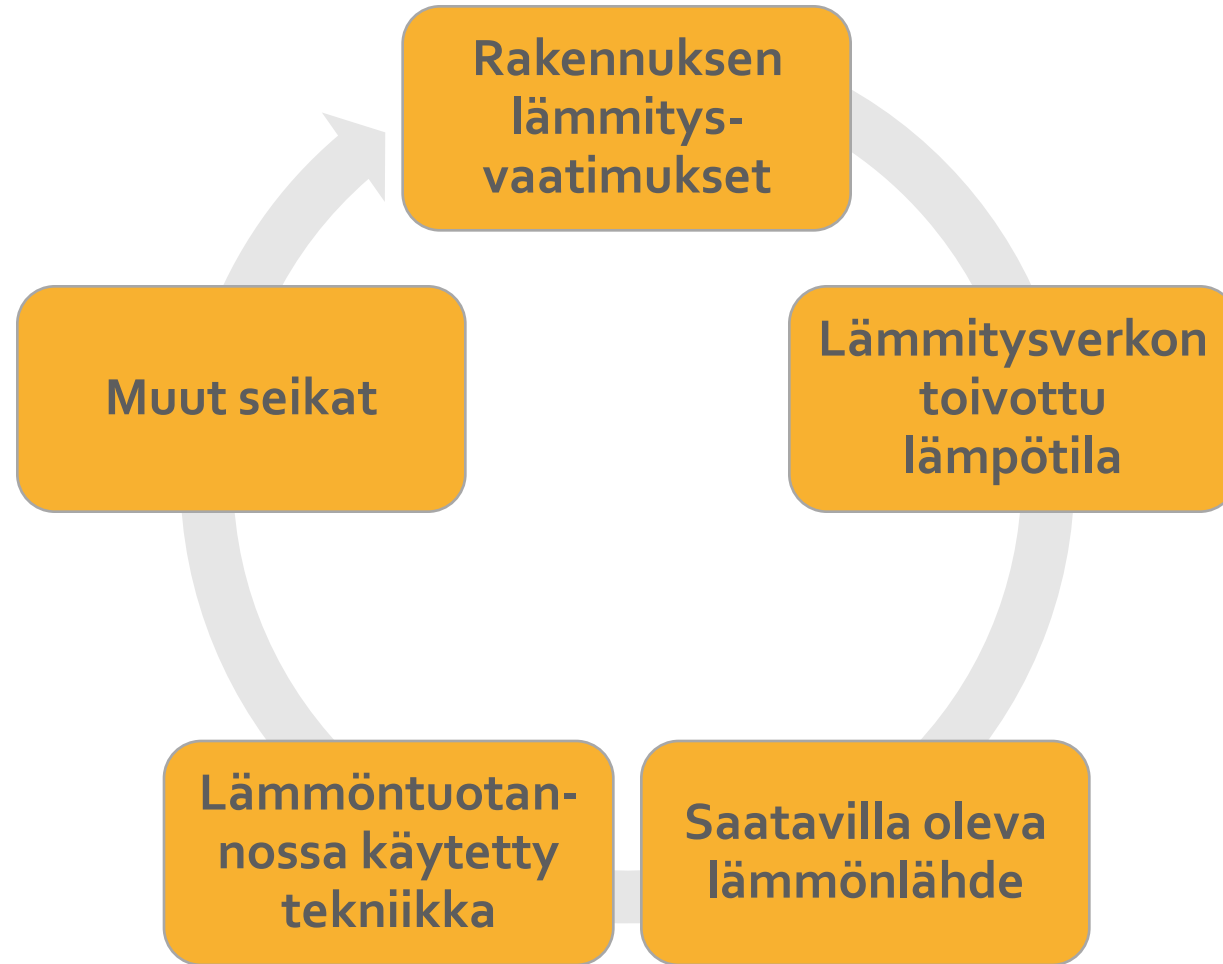 Rakennuksen
lämmitys-
vaatimukset
Lämmitysverkon
toivottu
lämpötila
Saatavilla oleva
lämmönlähde
Lämmöntuotan-
nossa käytetty
tekniikka
Muut seikat